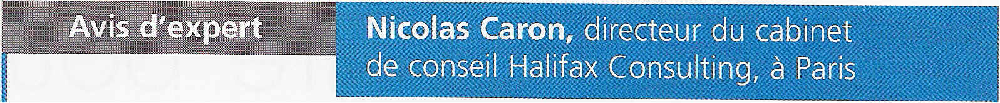 Avis d'expert
Nicolas Caron, directeur du cabinet
de conseil Halifax Consulting, à Paris